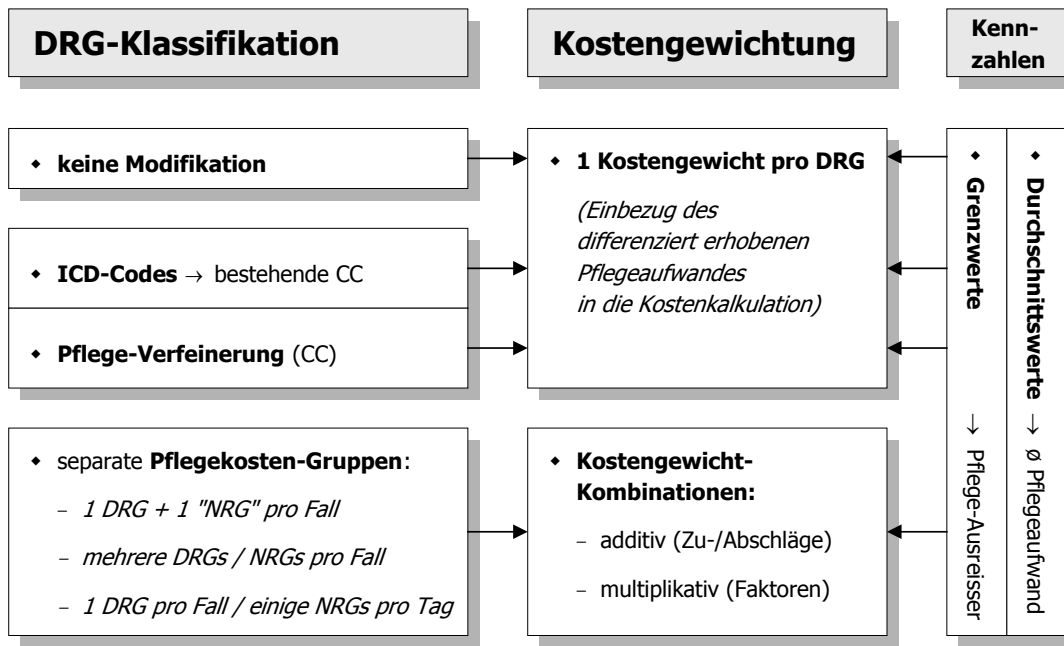 DRG-Klassifikation
Kostengewichtung
Kenn-
zahlen
◆ keine Modifikation
◆ ICD-Codes → bestehende CC
◆ Pflege-Verfeinerung (CC)
◆ separate Pflegekosten-Gruppen:
– 1 DRG + 1 "NRG" pro Fall
– mehrere DRGs / NRGs pro Fall
– 1 DRG pro Fall / einige NRGs pro Tag
◆ 1 Kostengewicht pro DRG
(Einbezug des
differenziert erhobenen
Pflegeaufwandes
in die Kostenkalkulation)
◆ Kostengewicht-
Kombinationen:
– additiv (Zu-/Abschläge)
– multiplikativ (Faktoren)
◆ Grenzwerte → Pflege-Ausreisser
◆ Durchschnittswerte → ø Pflegeaufwand